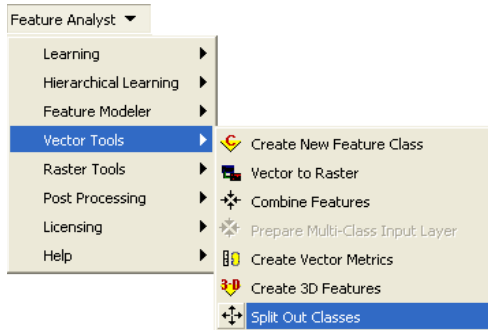 Feature Analyst
Learning
Hierarchical Learning
Feature Modeler
Vector Tools
Raster Tools
Post Processing
Licensing
Help
Create New Feature Class
Vector to Raster
Combine Features
Prepare Multi-Class Input Layer
Create Vector Metrics
3-D Create 3D Features
Split Out Classes